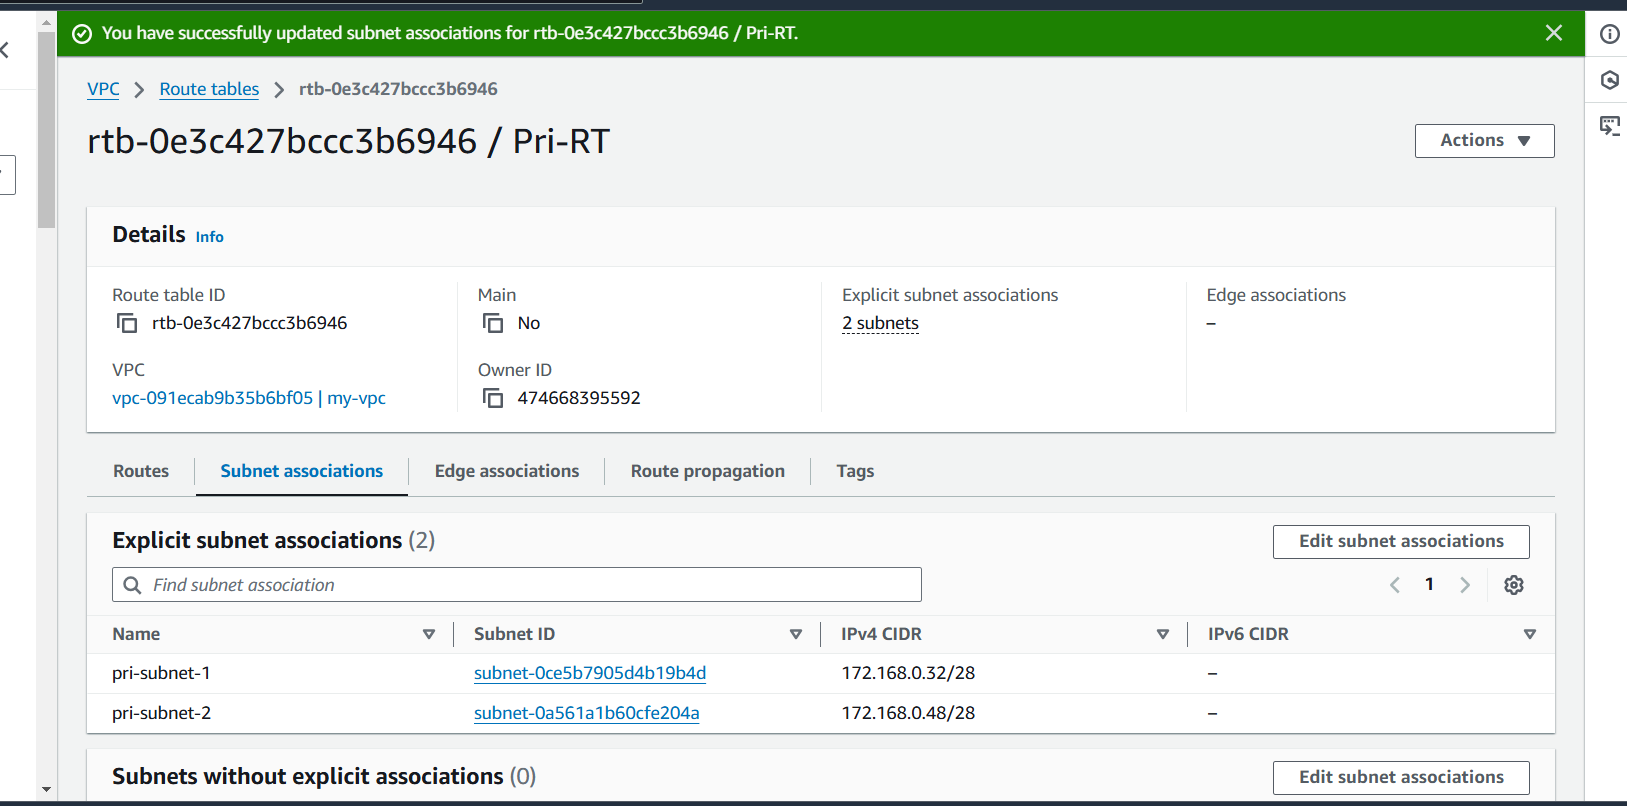 You have successfully updated subnet associations for rtb-0e3c427bccc3b6946 / Pri-RT.
VPC > Route tables > rtb-0e3c427bccc3b6946
rtb-0e3c427bccc3b6946 / Pri-RT
Actions
Details Info
Route table ID
rtb-0e3c427bccc3b6946
Main
No
Explicit subnet associations
2 subnets
Edge associations
–
VPC
vpc-091ecab9b35b6bf05 | my-vpc
Owner ID
474668395592
Routes Subnet associations Edge associations Route propagation Tags
Explicit subnet associations (2)
Edit subnet associations
Find subnet association
1
Name Subnet ID IPv4 CIDR IPv6 CIDR
pri-subnet-1 subnet-0ce5b7905d4b19b4d 172.168.0.32/28 –
pri-subnet-2 subnet-0a561a1b60cfe204a 172.168.0.48/28 –
Subnets without explicit associations (0)
Edit subnet associations